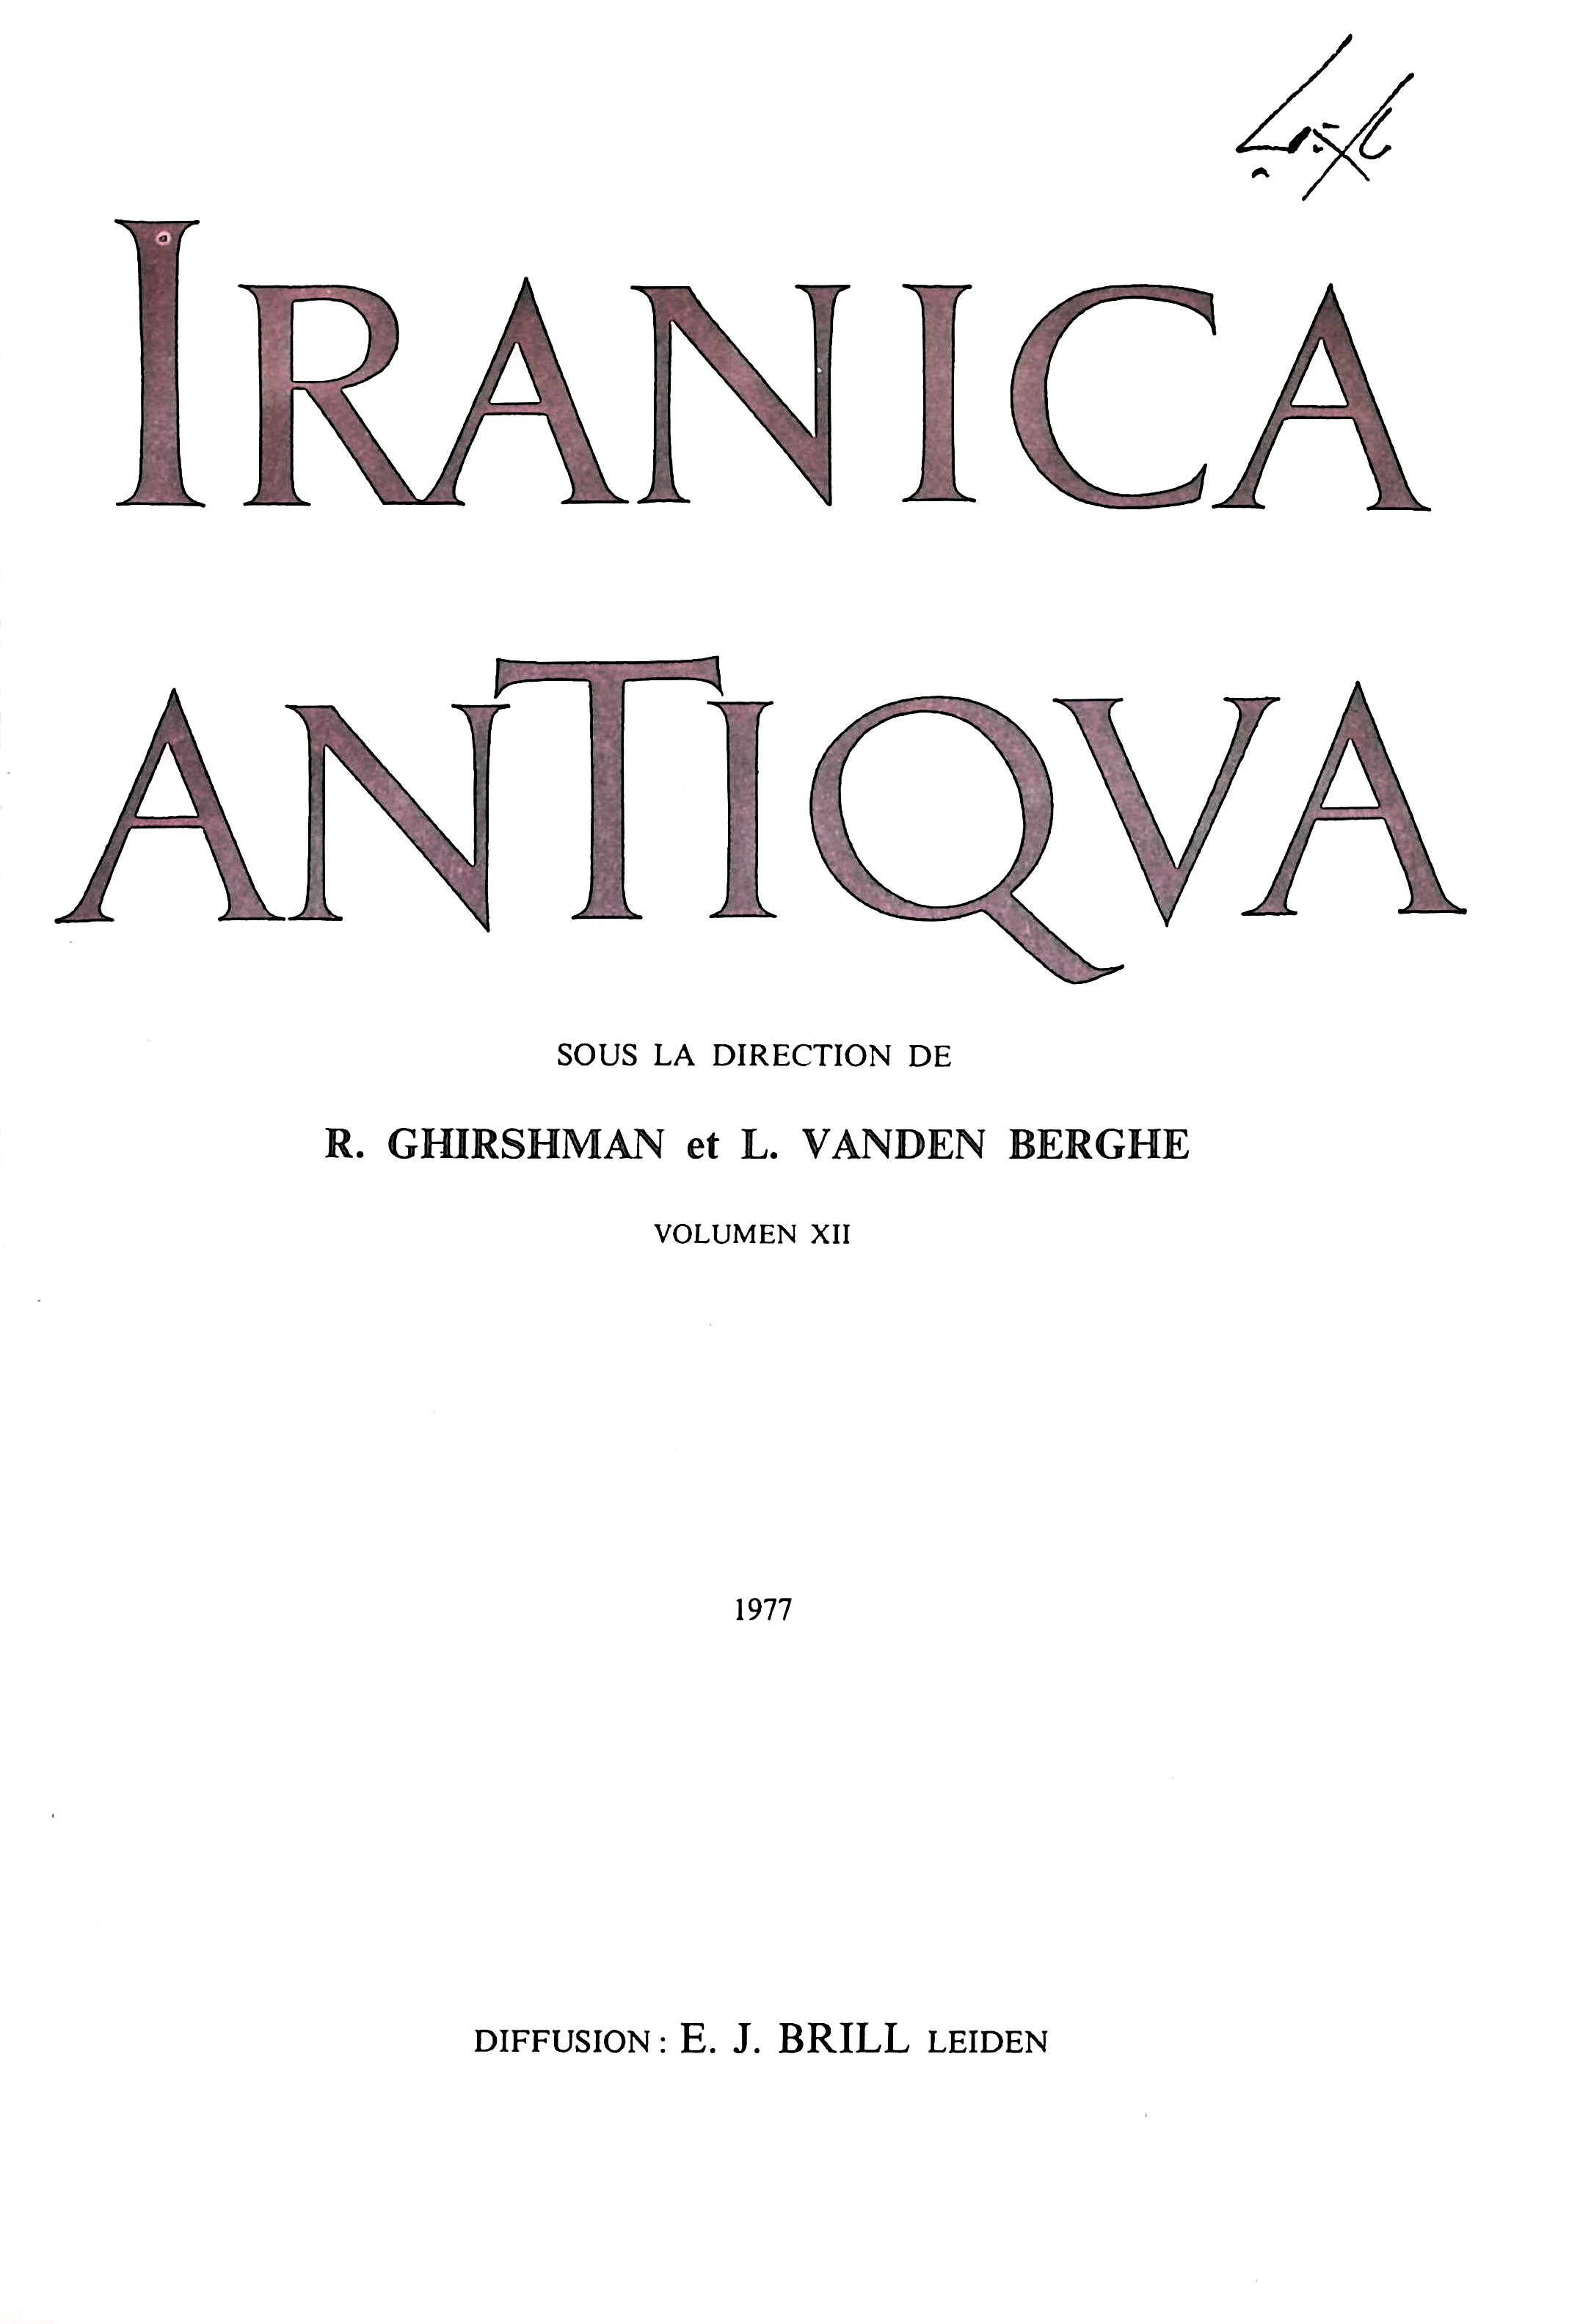 IRANICA
ANTIQVA
SOUS LA DIRECTION DE
R. GHIRSHMAN et L. VANDEN BERGHE
VOLUMEN XII
1977
DIFFUSION: E. J. BRILL LEIDEN